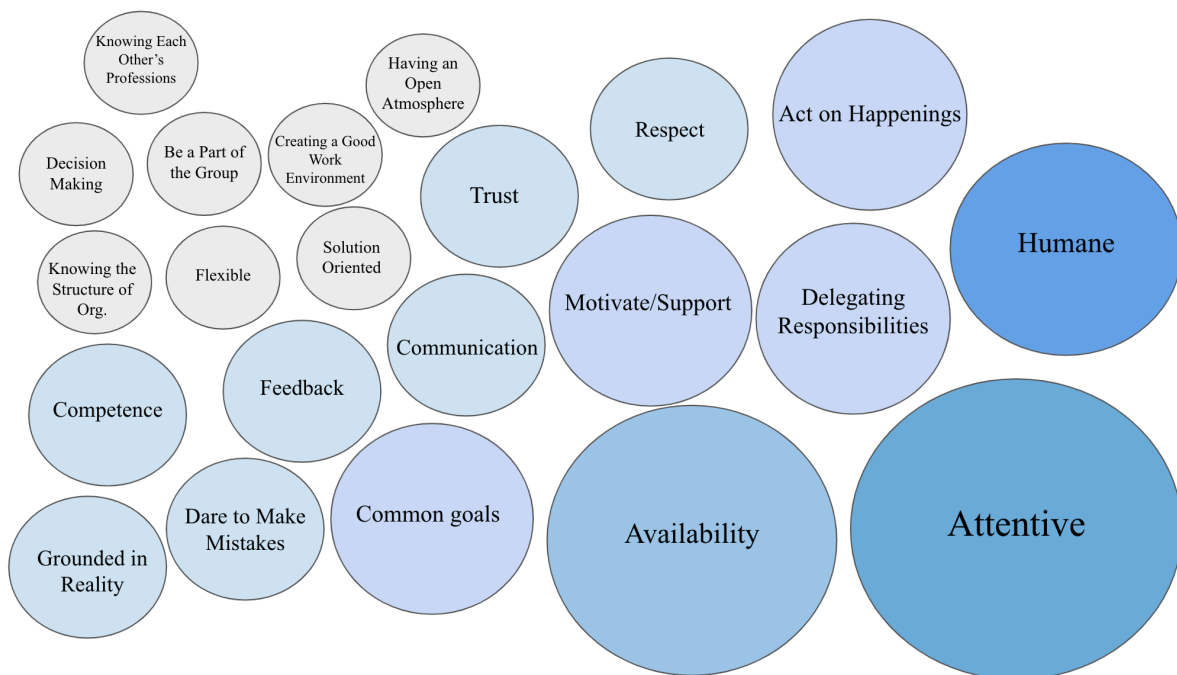 Knowing Each
Other's
Professions
Having an
Open
Atmosphere
Respect
Act on Happenings
Decision
Making
Be a Part of
the Group
Creating a Good
Work
Environment
Trust
Humane
Knowing the
Structure of
Org.
Flexible
Solution
Oriented
Motivate/Support
Delegating
Responsibilities
Communication
Competence
Feedback
Common goals
Availability
Attentive
Dare to Make
Mistakes
Grounded in
Reality